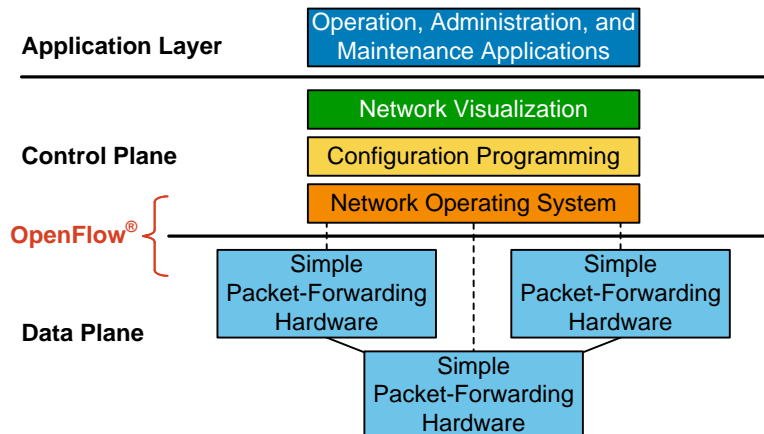 Application Layer
Operation, Administration, and
Maintenance Applications
Network Visualization
Control Plane
Configuration Programming
Network Operating System
OpenFlow®
Simple
Packet-Forwarding
Hardware
Simple
Packet-Forwarding
Hardware
Data Plane
Simple
Packet-Forwarding
Hardware